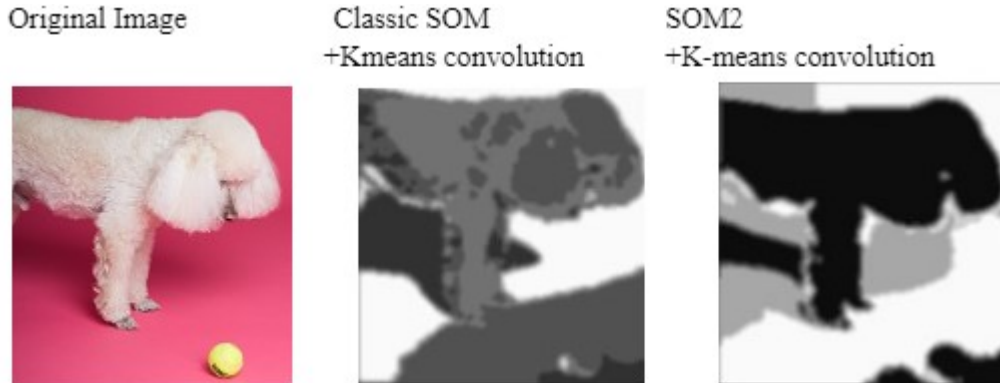 Original Image
Classic SOM
+Kmeans convolution
SOM2
+K-means convolution